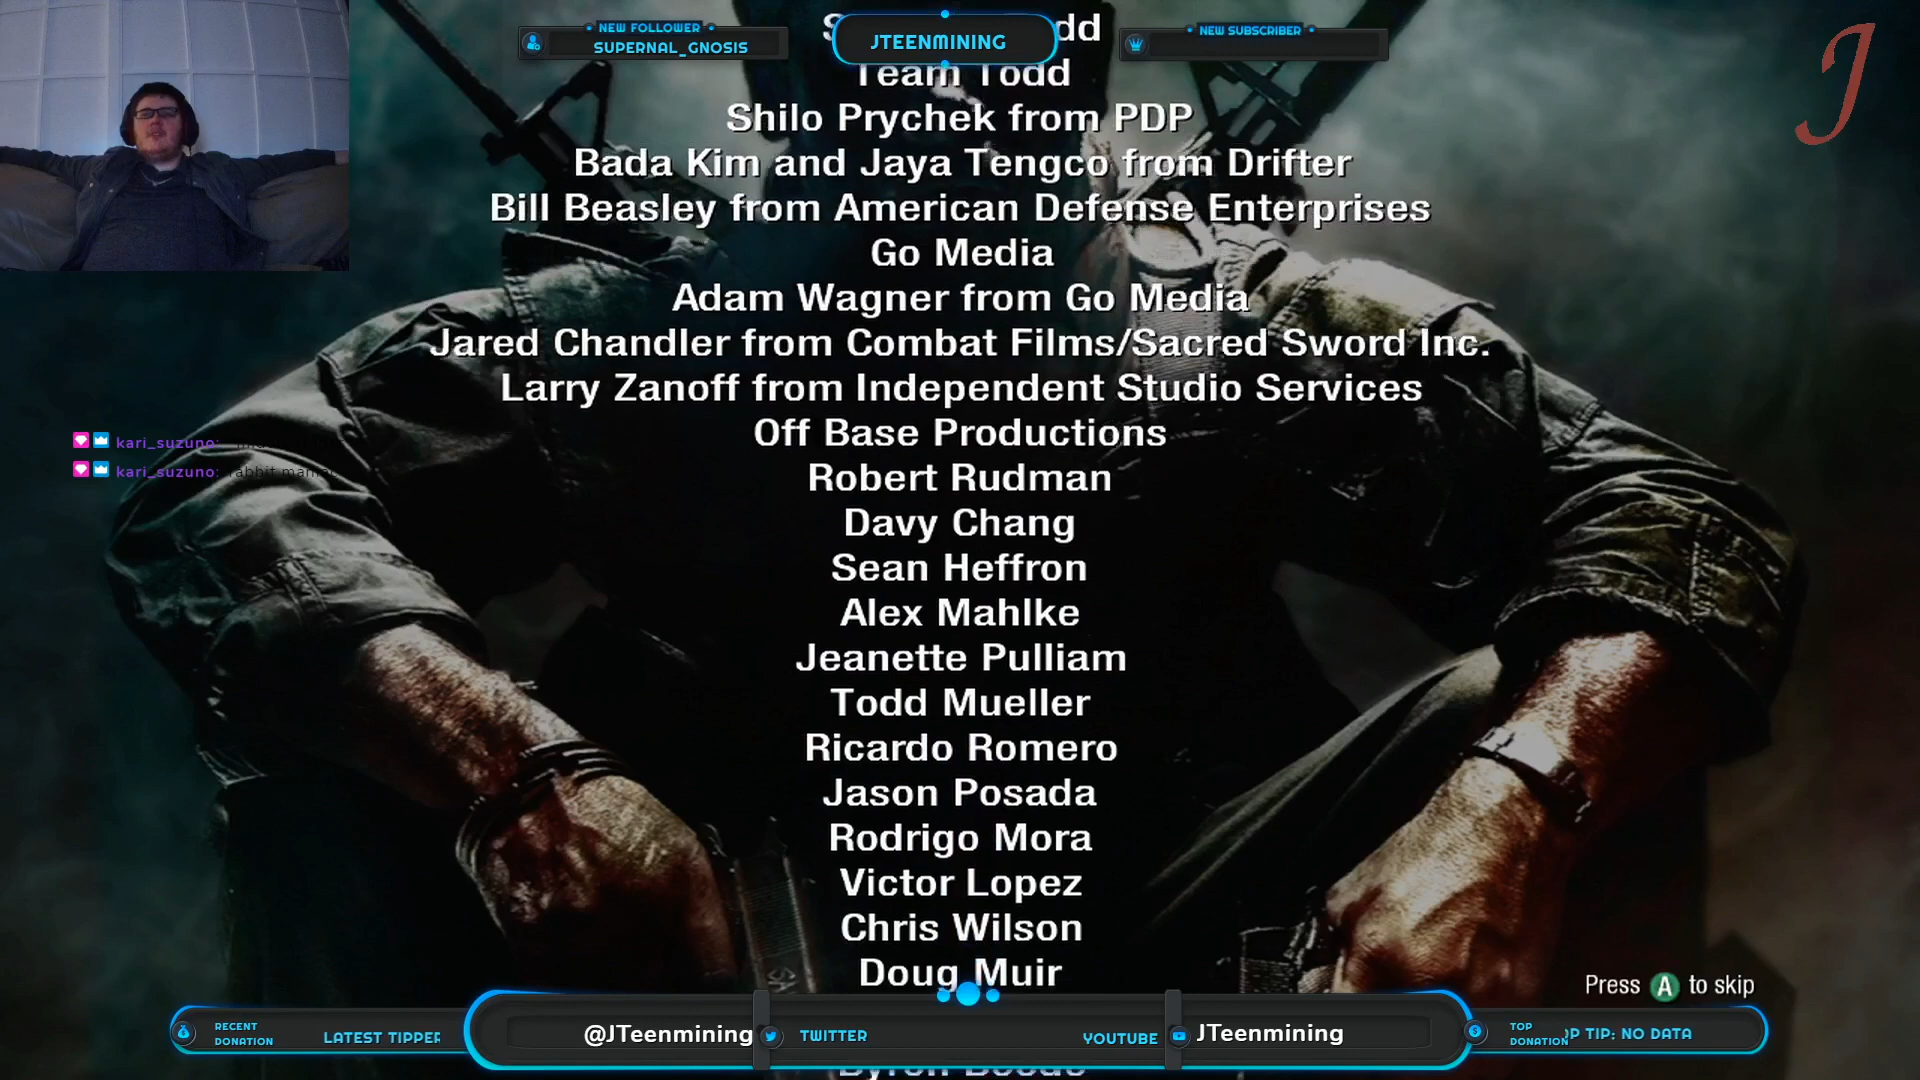 NEW FOLLOWER
SUPERNAL_GNOSIS
JTEENMINING
NEW SUBSCRIBER
J
Team Todd
Shilo Prychek from PDP
Bada Kim and Jaya Tengco from Drifter
Bill Beasley from American Defense Enterprises
Go Media
Adam Wagner from Go Media
Jared Chandler from Combat Films/Sacred Sword Inc.
Larry Zanoff from Independent Studio Services
Off Base Productions
kari_suzuno:
kari_suzuno: rabbit
Robert Rudman
Davy Chang
Sean Heffron
Alex Mahlke
Jeanette Pulliam
Todd Mueller
Ricardo Romero
Jason Posada
Rodrigo Mora
Victor Lopez
Chris Wilson
Doug Muir
Press A to skip
RECENT DONATION
LATEST TIPPER
@JTeenmining
TWITTER
YOUTUBE
JTeenmining
TOP DONATION
TIP: NO DATA